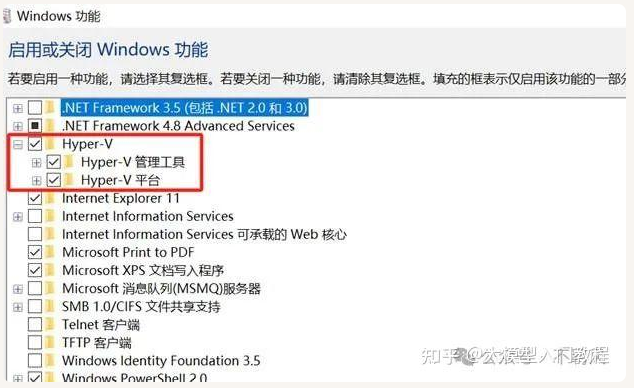 Windows 功能
启用或关闭 Windows 功能
若要启用一种功能，请选择其复选框。若要关闭一种功能，请清除其复选框。填充的框表示仅启用该功能的一部分
.NET Framework 3.5 (包括 .NET 2.0 和 3.0)
.NET Framework 4.8 Advanced Services
Hyper-V
Hyper-V 管理工具
Hyper-V 平台
Internet Explorer 11
Internet Information Services
Internet Information Services 可承载的 Web 核心
Microsoft Print to PDF
Microsoft XPS 文档写入程序
Microsoft 消息队列(MSMQ)服务器
SMB 1.0/CIFS 文件共享支持
Telnet 客户端
TFTP 客户端
Windows Identity Foundation 3.5
Windows PowerShell 2.0
知乎